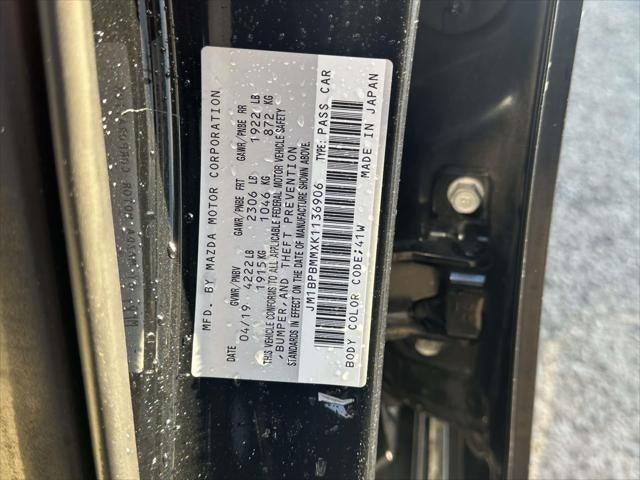 MFD. BY MAZDA MOTOR CORPORATION
DATE GVWR/PNBV GAWR/PNBE FRT GAWR/PNBE RR
04/19 4222LB 2306 LB 1922 LB
1915KG 1046 KG 872 KG
THIS VEHICLE CONFORMS TO ALL APPLICABLE FEDERAL MOTOR VEHICLE SAFETY
,BUMPER,AND THEFT PREVENTION
STANDARDS IN EFFECT ON THE DATE OF MANUFACTURE SHOWN ABOVE.
JM1BPBMMXK1136906 TYPE: PASS CAR
BODY COLOR CODE:41W MADE IN JAPAN